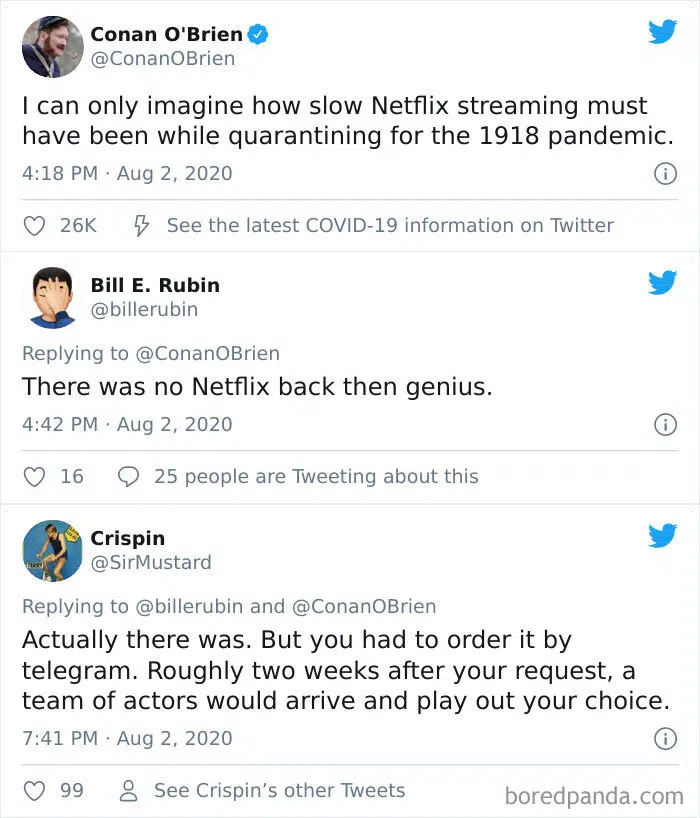 Conan O'Brien
@ConanOBrien
I can only imagine how slow Netflix streaming must
have been while quarantining for the 1918 pandemic.
4:18 PM · Aug 2, 2020
26K See the latest COVID-19 information on Twitter
Bill E. Rubin
@billerubin
Replying to @ConanOBrien
There was no Netflix back then genius.
4:42 PM · Aug 2, 2020
16 25 people are Tweeting about this
Crispin
@SirMustard
Replying to @billerubin and @ConanOBrien
Actually there was. But you had to order it by
telegram. Roughly two weeks after your request, a
team of actors would arrive and play out your choice.
7:41 PM · Aug 2, 2020
99 See Crispin’s other Tweets
boredpanda.com